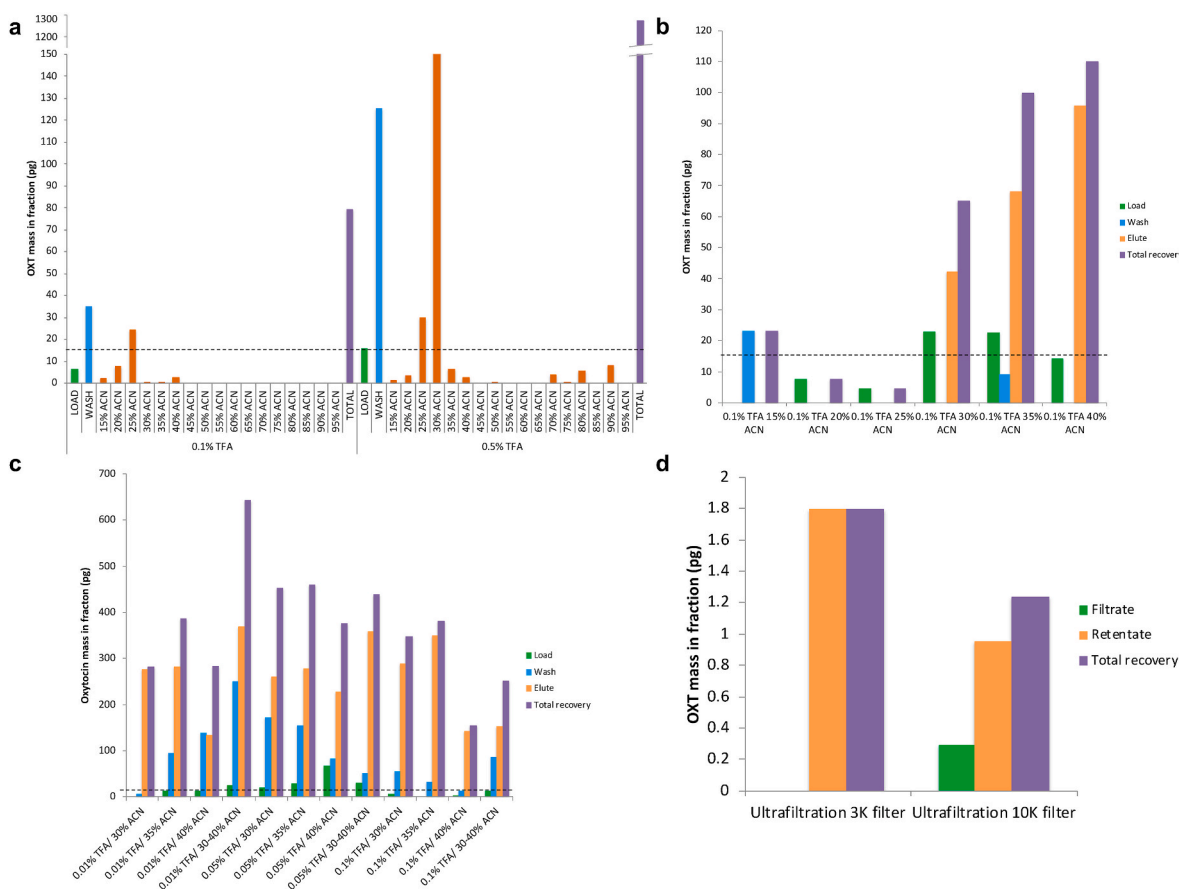 a
OXT mass in fraction (pg)
1300
1200
150
140
130
120
110
100
90
80
70
60
50
40
30
20
10
0
LOAD
WASH
15% ACN
20% ACN
25% ACN
30% ACN
35% ACN
40% ACN
45% ACN
50% ACN
55% ACN
60% ACN
65% ACN
70% ACN
75% ACN
80% ACN
85% ACN
90% ACN
95% ACN
TOTAL
LOAD
WASH
15% ACN
20% ACN
25% ACN
30% ACN
35% ACN
40% ACN
45% ACN
50% ACN
55% ACN
60% ACN
65% ACN
70% ACN
75% ACN
80% ACN
85% ACN
90% ACN
95% ACN
TOTAL
0.1% TFA
0.5% TFA
b
OXT mass in fraction (pg)
120
110
100
90
80
70
60
50
40
30
20
10
0
0.1% TFA 15%
ACN
0.1% TFA 20%
ACN
0.1% TFA 25%
ACN
0.1% TFA 30%
ACN
0.1% TFA 35%
ACN
0.1% TFA 40%
ACN
Load
Wash
Elute
Total recovery
c
Oxytocin mass in fracton (pg)
700
600
500
400
300
200
100
0
0.01% TFA/ 30% ACN
0.01% TFA/ 35% ACN
0.01% TFA/ 40% ACN
0.01% TFA/ 30-40% ACN
0.05% TFA/ 30% ACN
0.05% TFA/ 35% ACN
0.05% TFA/ 40% ACN
0.05% TFA/ 30-40% ACN
0.1% TFA/ 30% ACN
0.1% TFA/ 35% ACN
0.1% TFA/ 40% ACN
0.1% TFA/ 30-40% ACN
Load
Wash
Elute
Total recovery
d
OXT mass in fraction (pg)
2
1.8
1.6
1.4
1.2
1
0.8
0.6
0.4
0.2
0
Ultrafiltration 3K filter
Ultrafiltration 10K filter
Filtrate
Retentate
Total recovery